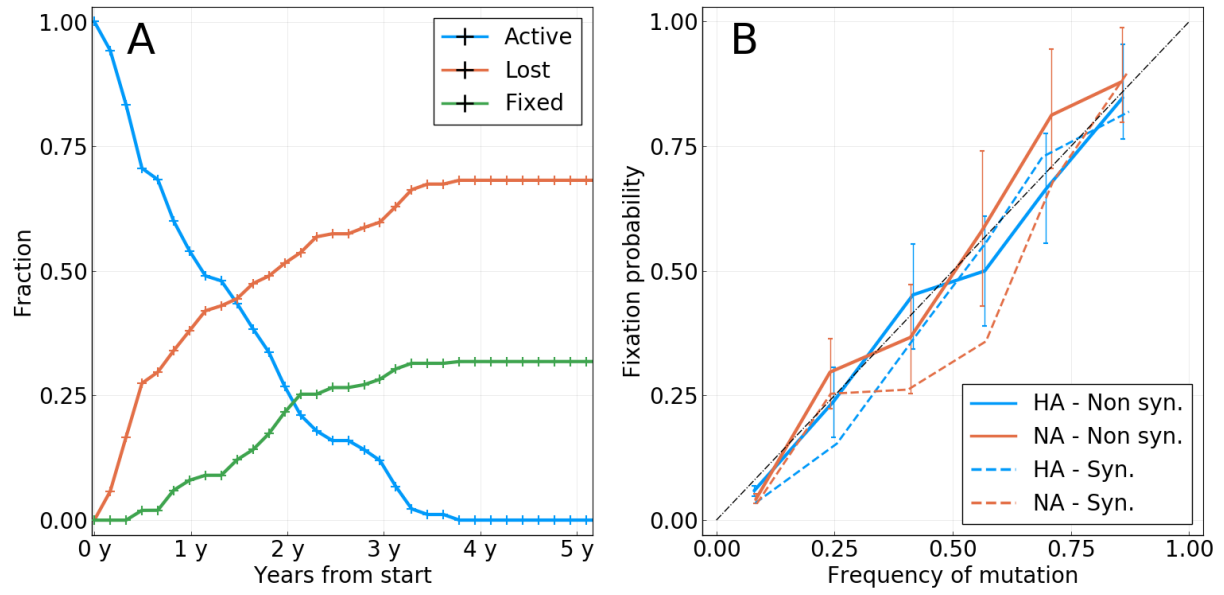 A
Active
Lost
Fixed
1.00
0.75
0.50
0.25
0.00
Fraction
0 y
1 y
2 y
3 y
4 y
5 y
Years from start
B
1.00
0.75
0.50
0.25
0.00
Fixation probability
HA - Non syn.
NA - Non syn.
HA - Syn.
NA - Syn.
0.00
0.25
0.50
0.75
1.00
Frequency of mutation